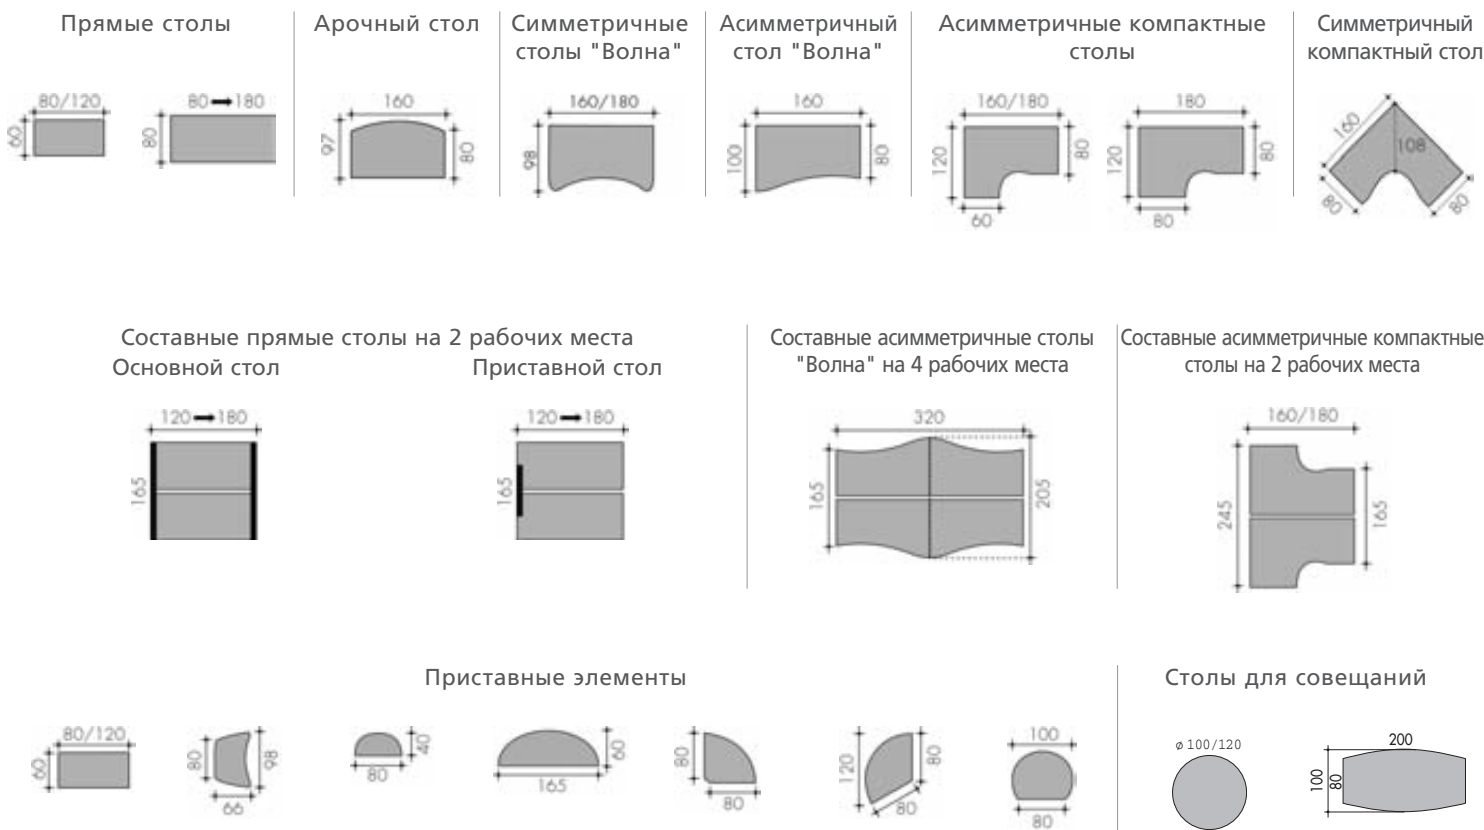 Прямые столы
80/120
60
80 180
80
Арочный стол
160
97
80
Симметричные
столы "Волна"
160/180
98
Асимметричный
стол "Волна"
160
100
80
Асимметричные компактные
столы
160/180
120
80
60
180
120
80
80
Симметричный
компактный стол
160
108
80
80
Составные прямые столы на 2 рабочих места
Основной стол
120 180
165
Приставной стол
120 180
165
Составные асимметричные столы
"Волна" на 4 рабочих места
320
165
205
Составные асимметричные компактные
столы на 2 рабочих места
160/180
245
165
Приставные элементы
80/120
60
80
98
66
40
80
60
165
80
80
120
80
80
100
80
Столы для совещаний
ø 100/120
200
100
80